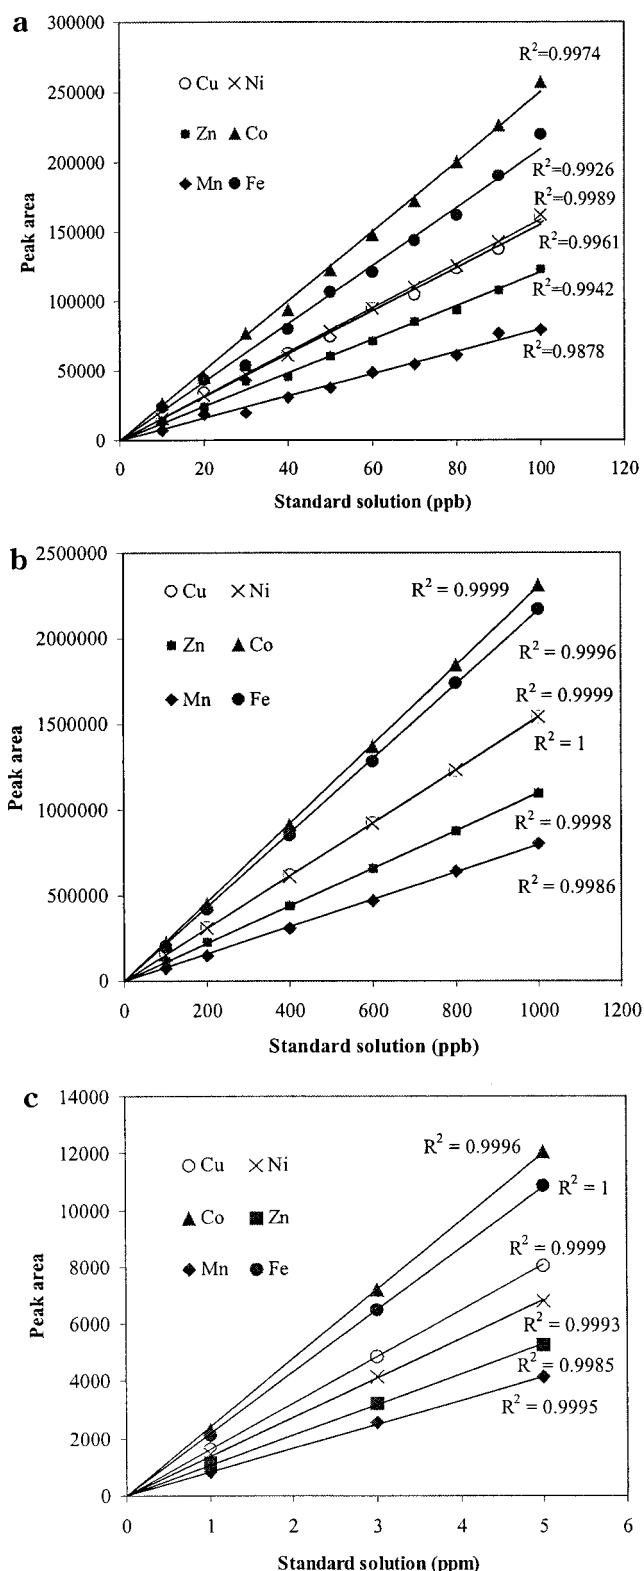 a
300000
250000
200000
150000
100000
50000
0
Peak area
Cu Ni
Zn Co
Mn Fe
R²=0.9974
R²=0.9926
R²=0.9989
R²=0.9961
R²=0.9942
R²=0.9878
0 20 40 60 80 100 120
Standard solution (ppb)
b
2500000
2000000
1500000
1000000
500000
0
Peak area
Cu Ni
Zn Co
Mn Fe
R² = 0.9999
R² = 0.9996
R² = 0.9999
R² = 1
R² = 0.9998
R² = 0.9986
0 200 400 600 800 1000 1200
Standard solution (ppb)
c
14000
12000
10000
8000
6000
4000
2000
0
Peak area
Cu Ni
Co Zn
Mn Fe
R² = 0.9996
R² = 1
R² = 0.9999
R² = 0.9993
R² = 0.9985
R² = 0.9995
0 1 2 3 4 5 6
Standard solution (ppm)